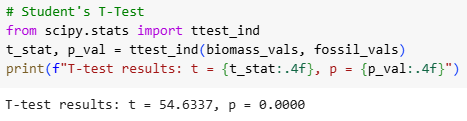 # Student's T-Test
from scipy.stats import ttest_ind
t_stat, p_val = ttest_ind(biomass_vals, fossil_vals)
print(f"T-test results: t = {t_stat:.4f}, p = {p_val:.4f}")
T-test results: t = 54.6337, p = 0.0000